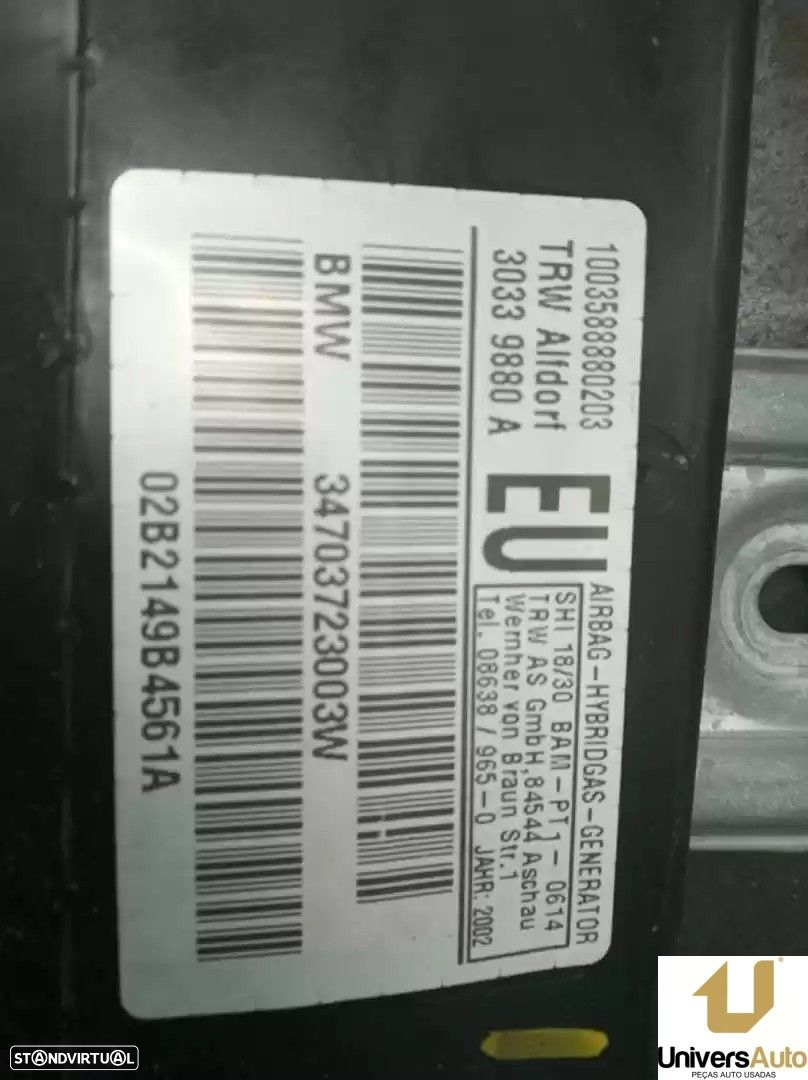 1003588880203
TRW Alfdorf
3033 9880 A
EU
AIRBAG-HYBRIDGAS-GENERATOR
SHI 18/30 BAM-PT1-0614
TRW AS GmbH,84544 Aschau
Wernher von Braun Str.1
Tel. 08638 / 965-0 JAHR: 2002
BMW 34703723003W
02B2149B4561A
STANDVIRTUAL
UniversAuto
PEÇAS AUTO USADAS